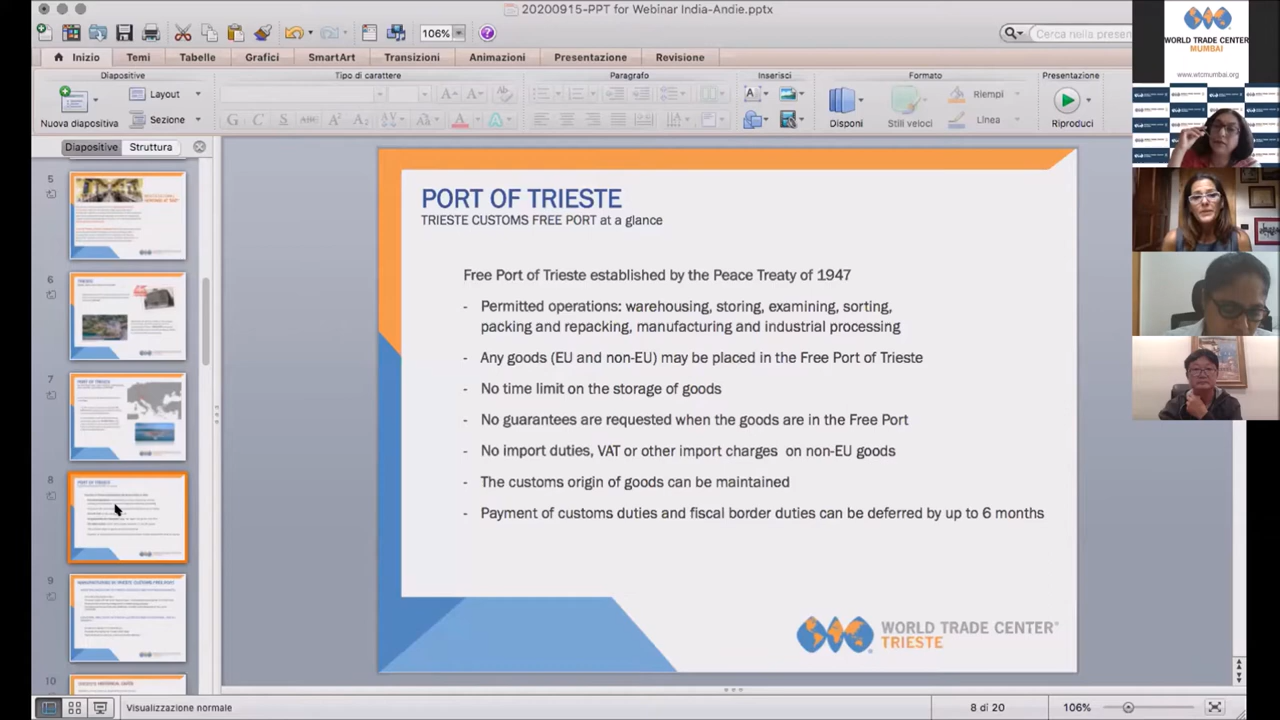 20200915-PPT for Webinar India-Andie.pptx
106%
Cerca nella presen
Inizio
Temi
Tabelle
Grafici
SmartArt
Transizioni
Animazioni
Presentazione
Revisione
Diapositive
Tipo di carattere
Paragrafo
Inserisci
Formato
Presentazione
Layout
Nuova diapositiva
Sezione
Disponi
Stili veloci
Riempi
Linea
Riproduci
Diapositive
Struttura
5
6
7
8
9
10
PORT OF TRIESTE
TRIESTE CUSTOMS FREE PORT at a glance
Free Port of Trieste established by the Peace Trety of 1947
- Permitted operations: warehousing, storing, examining, sorting,
packing and repacking, manufacturing and industrial processing
- Any goods (EU and non-EU) may be placed in the Free Port of Trieste
- No time limit on the storage of goods
- No guarantees are requested when the goods are in the Free Port
- No import duties, VAT or other import charges on non-EU goods
- The customs origin of goods can be maintained
- Payment of customs duties and fiscal border duties can be deferred by up to 6 months
WORLD TRADE CENTER®
TRIESTE
Visualizzazione normale
8 di 20
106%
WORLD TRADE CENTER
MUMBAI
www.wtcmumbai.org